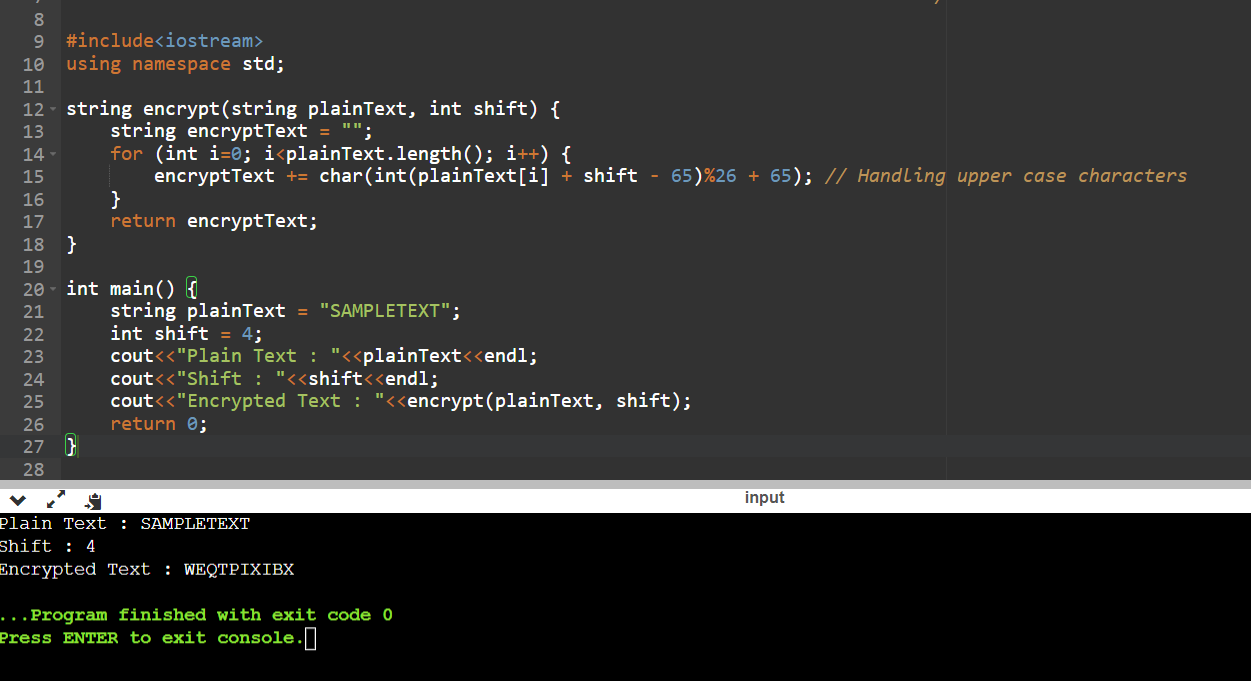 8
9 #include<iostream>
10 using namespace std;
11
12 string encrypt(string plainText, int shift) {
13     string encryptText = "";
14     for (int i=0; i<plainText.length(); i++) {
15         encryptText += char(int(plainText[i] + shift - 65)%26 + 65); // Handling upper case characters
16     }
17     return encryptText;
18 }
19
20 int main() {
21     string plainText = "SAMPLETEXT";
22     int shift = 4;
23     cout<<"Plain Text : "<<plainText<<endl;
24     cout<<"Shift : "<<shift<<endl;
25     cout<<"Encrypted Text : "<<encrypt(plainText, shift);
26     return 0;
27 }
28
input
Plain Text : SAMPLETEXT
Shift : 4
Encrypted Text : WEQTPIXIBX
...Program finished with exit code 0
Press ENTER to exit console.